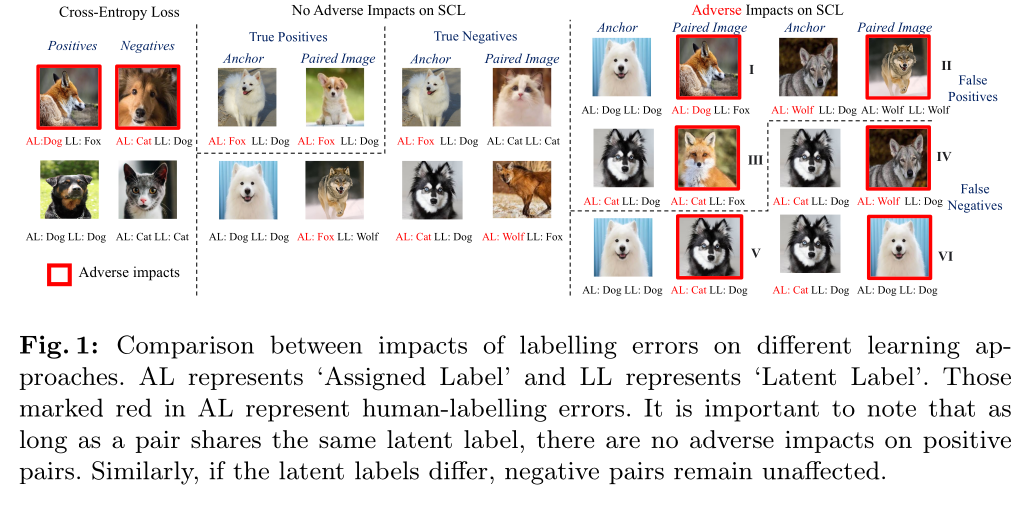 Cross-Entropy Loss
Positives Negatives
AL:Dog LL: Fox AL: Cat LL: Dog
AL: Dog LL: Dog AL: Cat LL: Cat
Adverse impacts
No Adverse Impacts on SCL
True Positives
Anchor Paired Image
AL: Fox LL: Dog AL: Fox LL: Dog
True Negatives
Anchor Paired Image
AL: Fox LL: Dog AL: Cat LL: Cat
AL: Dog LL: Dog AL: Fox LL: Wolf AL: Cat LL: Dog AL: Wolf LL: Fox
Adverse Impacts on SCL
Anchor Paired Image Anchor Paired Image
I II
False
Positives
AL: Dog LL: Dog AL: Dog LL: Fox AL: Wolf LL: Dog AL: Wolf LL: Wolf
III IV
False
Negatives
AL: Cat LL: Dog AL: Cat LL: Fox AL: Cat LL: Dog AL: Wolf LL: Dog
V VI
AL: Dog LL: Dog AL: Cat LL: Dog AL: Cat LL: Dog AL: Dog LL: Dog
Fig. 1: Comparison between impacts of labelling errors on different learning ap-
proaches. AL represents ‘Assigned Label’ and LL represents ‘Latent Label’. Those
marked red in AL represent human-labelling errors. It is important to note that as
long as a pair shares the same latent label, there are no adverse impacts on positive
pairs. Similarly, if the latent labels differ, negative pairs remain unaffected.